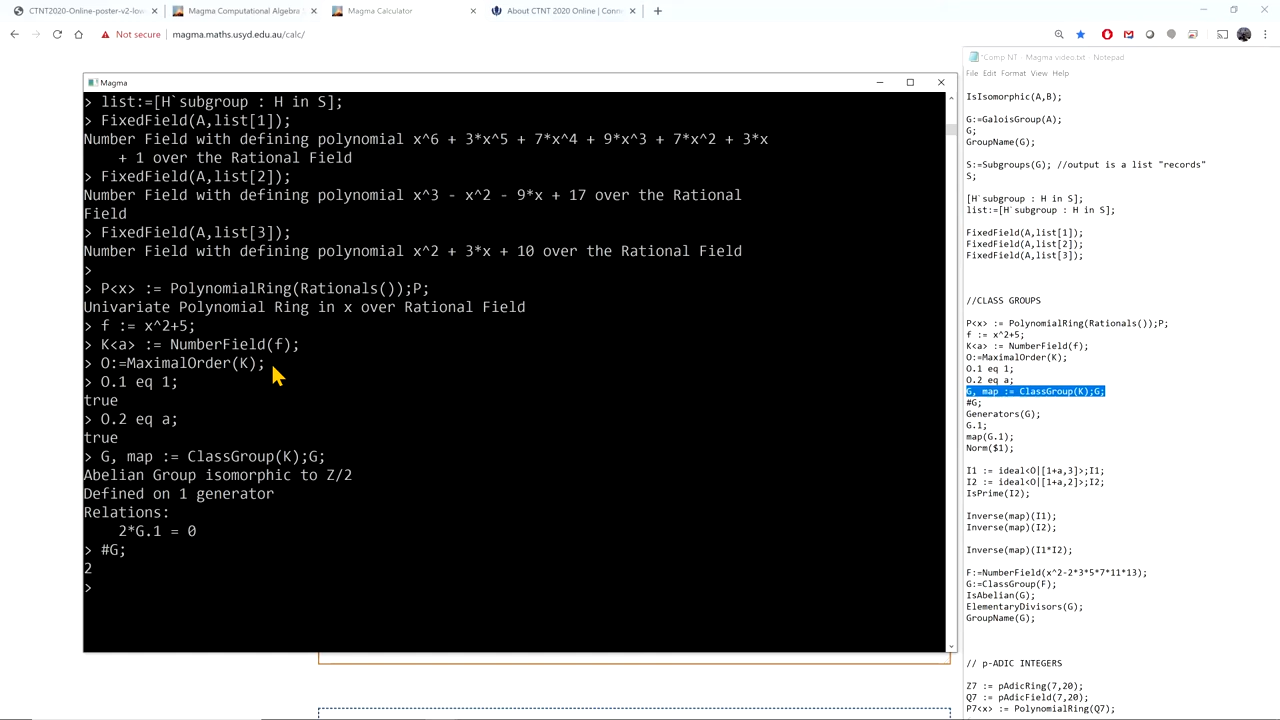 CTNT2020-Online-poster-v2-low
Magma Computational Algebra
Magma Calculator
About CTNT 2020 Online | Conne
Not secure
magma.maths.usyd.edu.au/calc/
Magma
> list:=[H`subgroup : H in S];
> FixedField(A,list[1]);
Number Field with defining polynomial x^6 + 3*x^5 + 7*x^4 + 9*x^3 + 7*x^2 + 3*x
+ 1 over the Rational Field
> FixedField(A,list[2]);
Number Field with defining polynomial x^3 - x^2 - 9*x + 17 over the Rational
Field
> FixedField(A,list[3]);
Number Field with defining polynomial x^2 + 3*x + 10 over the Rational Field
>
> P<x> := PolynomialRing(Rationals());P;
Univariate Polynomial Ring in x over Rational Field
> f := x^2+5;
> K<a> := NumberField(f);
> O:=MaximalOrder(K);
> O.1 eq 1;
true
> O.2 eq a;
true
> G, map := ClassGroup(K);G;
Abelian Group isomorphic to Z/2
Defined on 1 generator
Relations:
2*G.1 = 0
> #G;
2
>
*Comp NT - Magma video.txt - Notepad
File Edit Format View Help
IsIsomorphic(A,B);
G:=GaloisGroup(A);
G;
GroupName(G);
S:=Subgroups(G); //output is a list "records"
S;
[H`subgroup : H in S];
list:=[H`subgroup : H in S];
FixedField(A,list[1]);
FixedField(A,list[2]);
FixedField(A,list[3]);
//CLASS GROUPS
P<x> := PolynomialRing(Rationals());P;
f := x^2+5;
K<a> := NumberField(f);
O:=MaximalOrder(K);
O.1 eq 1;
O.2 eq a;
G, map := ClassGroup(K);G;
#G;
Generators(G);
G.1;
map(G.1);
Norm($1);
I1 := ideal<O|[1+a,3]>;I1;
I2 := ideal<O|[1+a,2]>;I2;
IsPrime(I2);
Inverse(map)(I1);
Inverse(map)(I2);
Inverse(map)(I1*I2);
F:=NumberField(x^2-2*3*5*7*11*13);
G:=ClassGroup(F);
IsAbelian(G);
ElementaryDivisors(G);
GroupName(G);
// p-ADIC INTEGERS
Z7 := pAdicRing(7,20);
Q7 := pAdicField(7,20);
P7<x> := PolynomialRing(Q7);